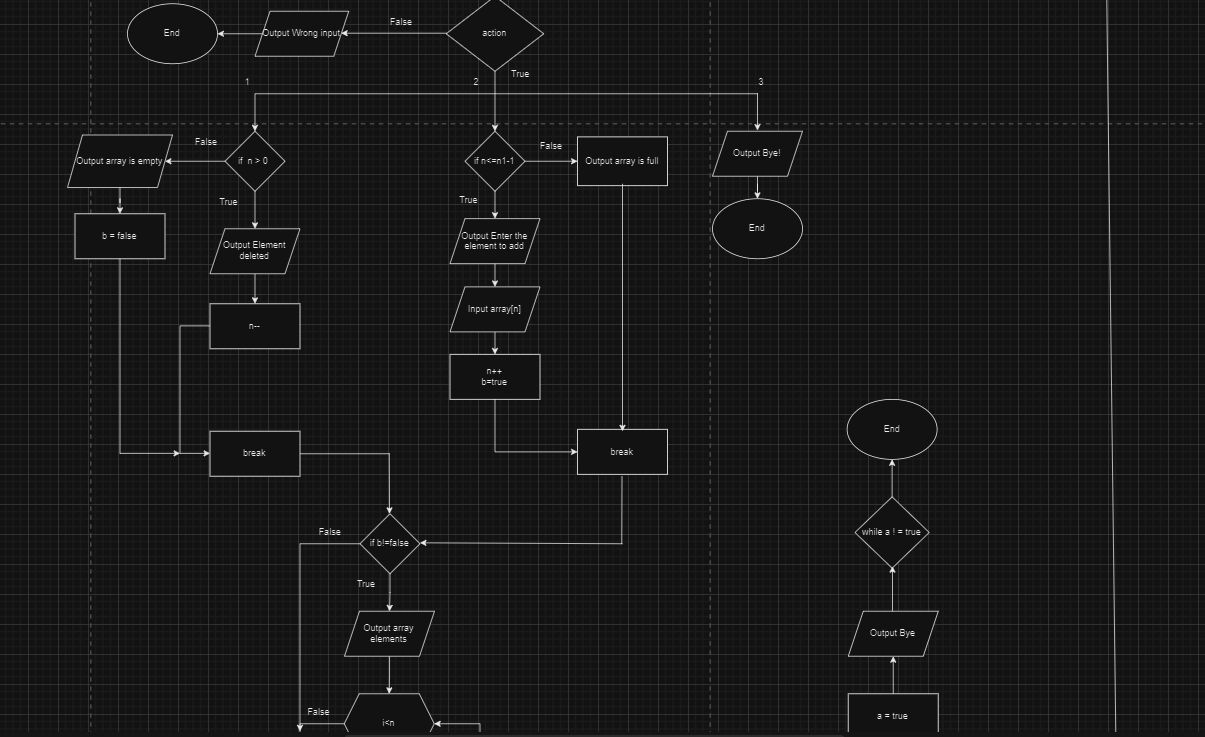 False
End
Output Wrong input
action
True
1
2
3
False
False
Output array is empty
if n > 0
if n<=n1-1
Output array is full
Output Bye!
True
True
b = false
Output Element
deleted
Output Enter the
element to add
End
Input array[n]
n--
n++
b=true
End
break
break
False
if b!=false
while a ! = true
True
Output array
elements
Output Bye
False
i<n
a = true